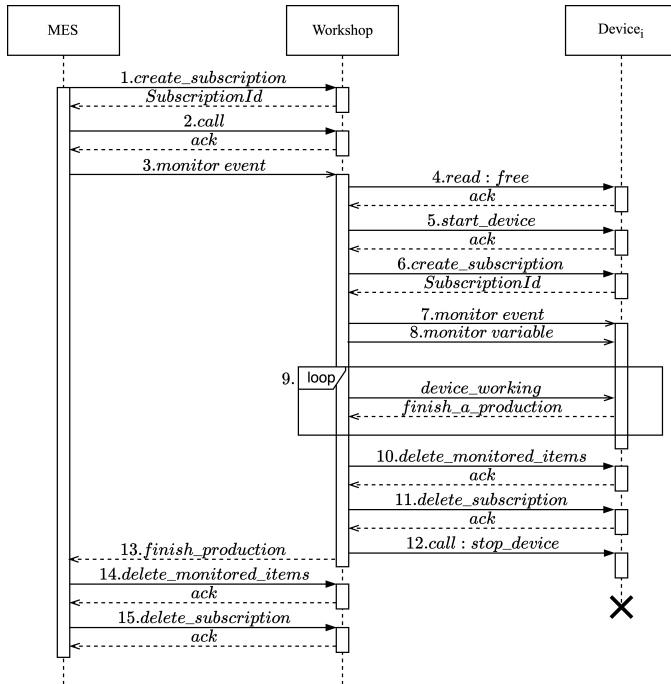 MES
Workshop
Device_i
1.create_subscription
SubscriptionId
2.call
ack
3.monitor event
4.read : free
ack
5.start_device
ack
6.create_subscription
SubscriptionId
7.monitor event
8.monitor variable
9.
loop
device_working
finish_a_production
10.delete_monitored_items
ack
11.delete_subscription
ack
13.finish_production
12.call : stop_device
14.delete_monitored_items
ack
15.delete_subscription
ack